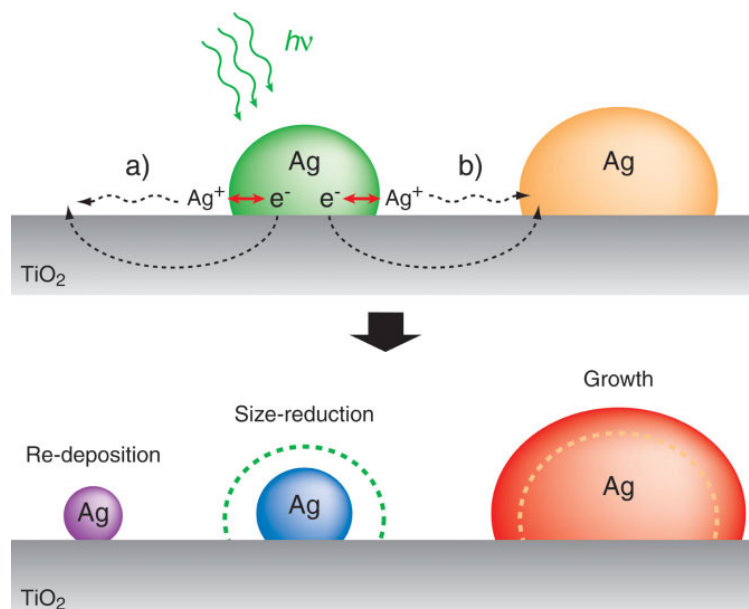 hν
Ag
Ag
a)
b)
Ag⁺
e⁻
e⁻
Ag⁺
TiO₂
Growth
Size-reduction
Re-deposition
Ag
Ag
Ag
TiO₂